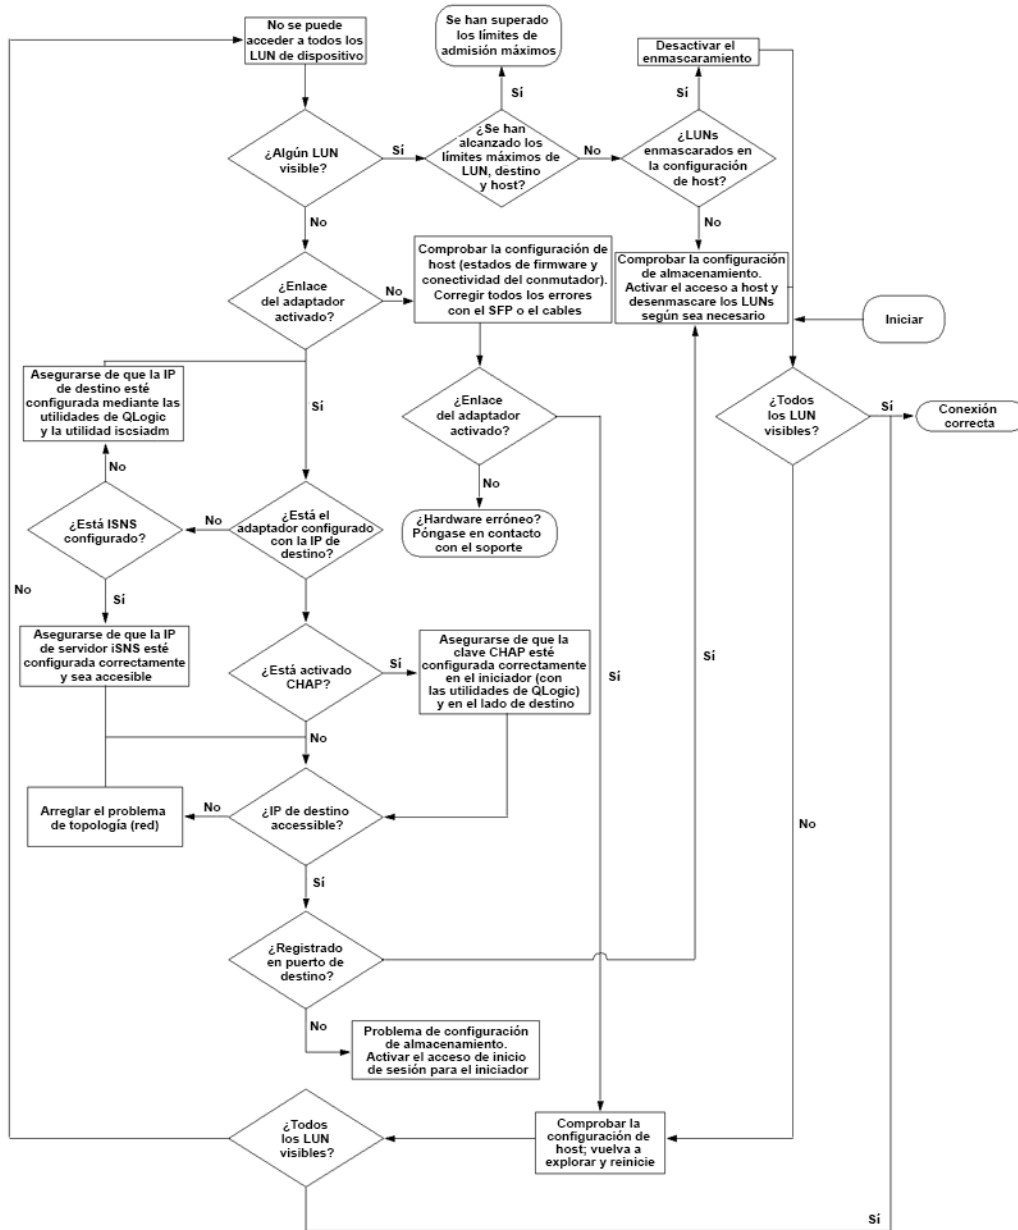 No se puede
acceder a todos los
LUN de dispositivo
Se han superado
los límites de
admisión máximos
Desactivar el
enmascaramiento
Sí
Sí
¿Algún LUN
visible?
Sí
¿Se han
alcanzado los
límites máximos de
LUN, destino
y host?
No
¿LUNs
enmascarados en
la configuración
de host?
No
No
¿Enlace
del adaptador
activado?
No
Comprobar la configuración de
host (estados de firmware y
conectividad del conmutador).
Corregir todos los errores
con el SFP o el cables
Comprobar la configuración
de almacenamiento.
Activar el acceso a host y
desenmascare los LUNs
según sea necesario
Iniciar
Asegurarse de que la IP
de destino esté
configurada mediante las
utilidades de QLogic
y la utilidad iscsiadm
Sí
¿Enlace
del adaptador
activado?
¿Todos
los LUN
visibles?
Sí
Conexión
correcta
No
No
¿Está ISNS
configurado?
No
¿Está el
adaptador configurado
con la IP de
destino?
¿Hardware erróneo?
Póngase en contacto
con el soporte
No
Sí
Asegurarse de que la IP
de servidor iSNS esté
configurada correctamente
y sea accesible
¿Está activado
CHAP?
Sí
Asegurarse de que la
clave CHAP esté
configurada correctamente
en el iniciador (con
las utilidades de QLogic)
y en el lado de destino
Sí
Sí
No
Arreglar el problema
de topología (red)
No
¿IP de destino
accessible?
No
Sí
¿Registrado
en puerto de
destino?
No
Problema de configuración
de almacenamiento.
Activar el acceso de inicio
de sesión para el iniciador
¿Todos
los LUN
visibles?
Comprobar la
configuración de
host; vuelva a
explorar y reinicie
Sí